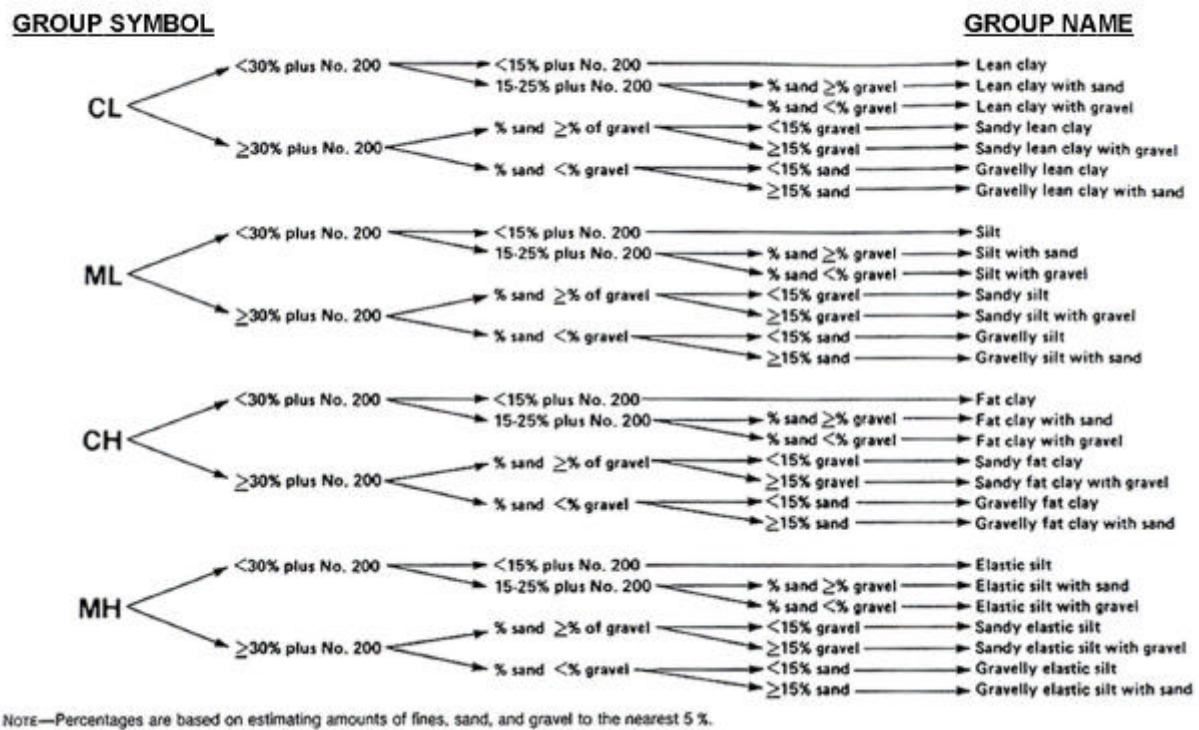 GROUP SYMBOL GROUP NAME
<30% plus No. 200 <15% plus No. 200 Lean clay
15-25% plus No. 200 % sand ≥% gravel Lean clay with sand
% sand <% gravel Lean clay with gravel
CL
% sand ≥% of gravel <15% gravel Sandy lean clay
≥30% plus No. 200 ≥15% gravel Sandy lean clay with gravel
% sand <% gravel <15% sand Gravelly lean clay
≥15% sand Gravelly lean clay with sand
<30% plus No. 200 <15% plus No. 200 Silt
15-25% plus No. 200 % sand ≥% gravel Silt with sand
% sand <% gravel Silt with gravel
ML
% sand ≥% of gravel <15% gravel Sandy silt
≥30% plus No. 200 ≥15% gravel Sandy silt with gravel
% sand <% gravel <15% sand Gravelly silt
≥15% sand Gravelly silt with sand
<30% plus No. 200 <15% plus No. 200 Fat clay
15-25% plus No. 200 % sand ≥% gravel Fat clay with sand
% sand <% gravel Fat clay with gravel
CH
% sand ≥% of gravel <15% gravel Sandy fat clay
≥30% plus No. 200 ≥15% gravel Sandy fat clay with gravel
% sand <% gravel <15% sand Gravelly fat clay
≥15% sand Gravelly fat clay with sand
<30% plus No. 200 <15% plus No. 200 Elastic silt
15-25% plus No. 200 % sand ≥% gravel Elastic silt with sand
% sand <% gravel Elastic silt with gravel
MH
% sand ≥% of gravel <15% gravel Sandy elastic silt
≥30% plus No. 200 ≥15% gravel Sandy elastic silt with gravel
% sand <% gravel <15% sand Gravelly elastic silt
≥15% sand Gravelly elastic silt with sand
NOTE—Percentages are based on estimating amounts of fines, sand, and gravel to the nearest 5 %.